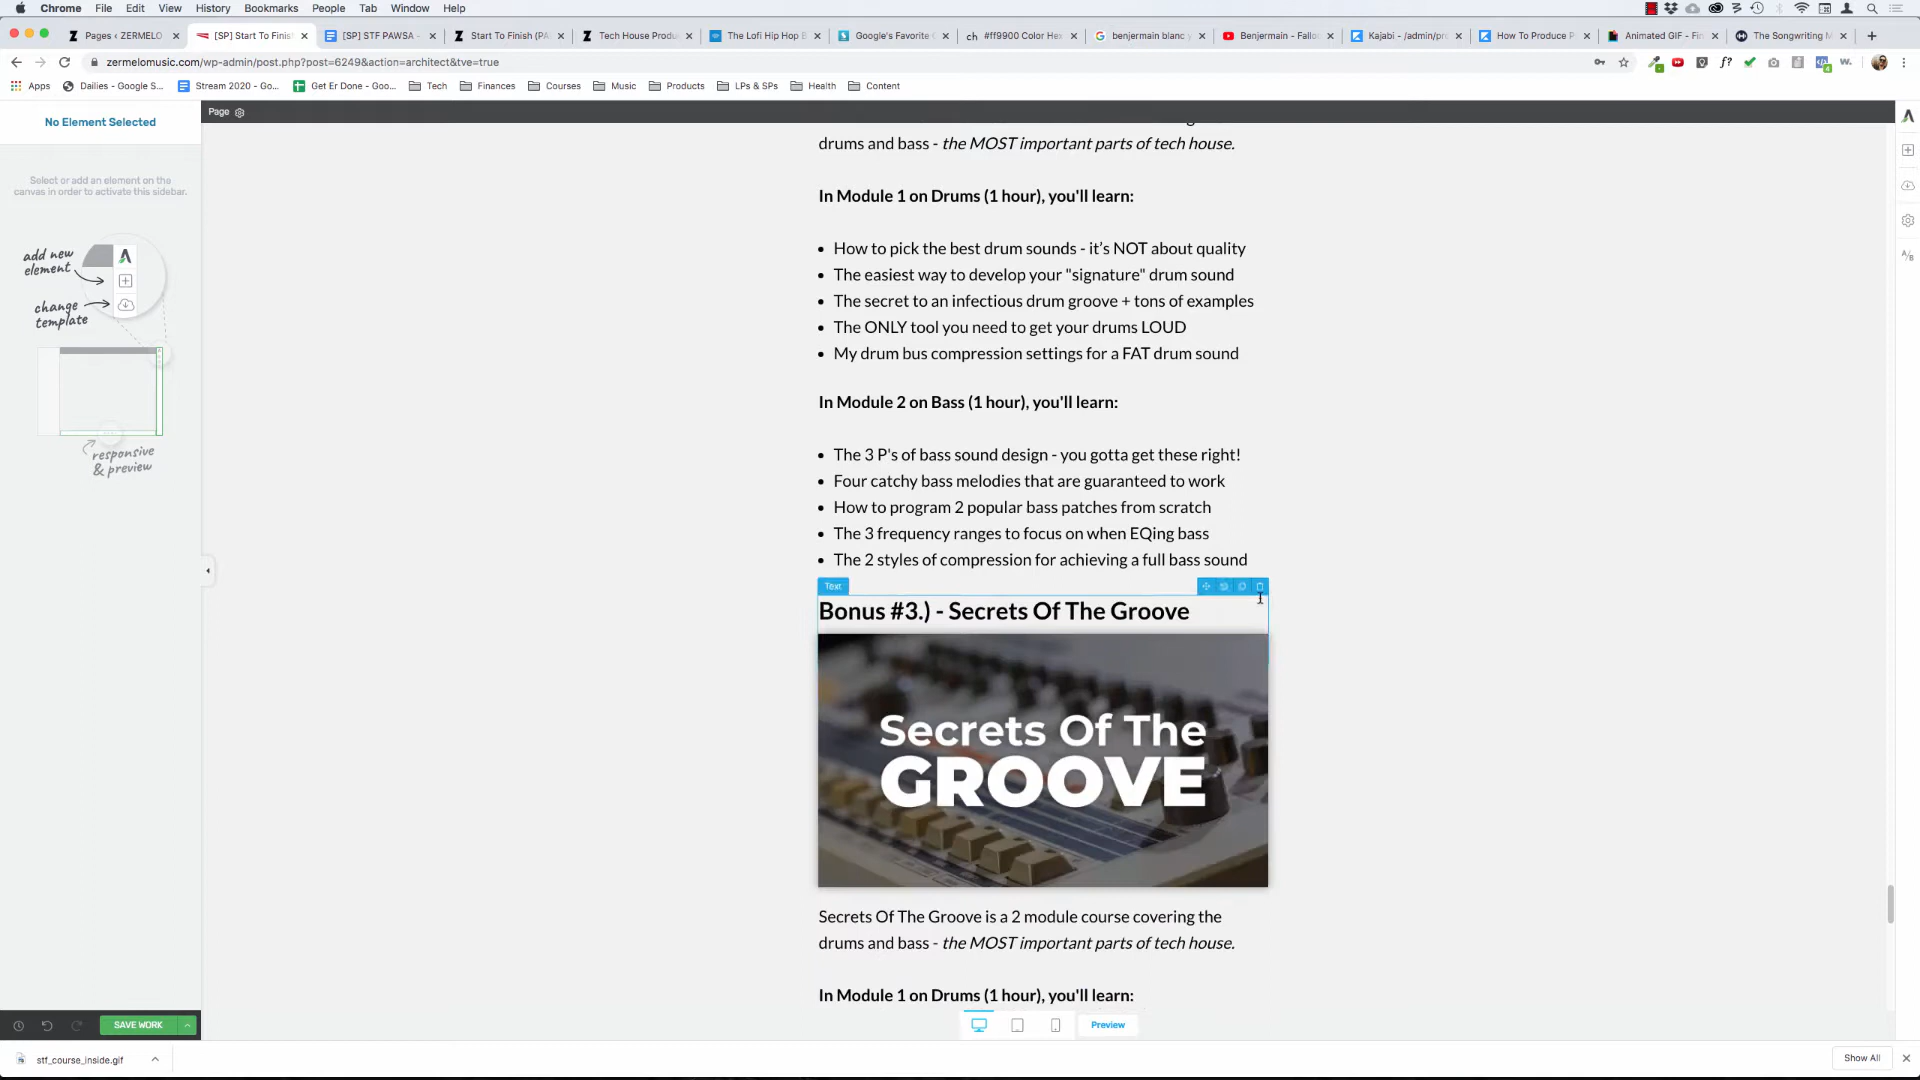 Chrome File Edit View History Bookmarks People Tab Window Help
Pages ‹ ZERMELO
[SP] Start To Finish
[SP] STF PAWSA -
Start To Finish (PA
Tech House Produ
The Lofi Hip Hop B
Google's Favorite C
#ff9900 Color Hex
benjermain blanc y
Benjermain - Fallo
Kajabi - /admin/pro
How To Produce P
Animated GIF - Fin
The Songwriting M
zermelomusic.com/wp-admin/post.php?post=6249&action=architect&tve=true
Apps
Dailies - Google S...
Stream 2020 - Go...
Get Er Done - Goo...
Tech
Finances
Courses
Music
Products
LPs & SPs
Health
Content
No Element Selected
Page
Select or add an element on the
canvas in order to activate this sidebar.
add new
element
change
template
responsive
& preview
drums and bass - the MOST important parts of tech house.
In Module 1 on Drums (1 hour), you'll learn:
• How to pick the best drum sounds - it’s NOT about quality
• The easiest way to develop your "signature" drum sound
• The secret to an infectious drum groove + tons of examples
• The ONLY tool you need to get your drums LOUD
• My drum bus compression settings for a FAT drum sound
In Module 2 on Bass (1 hour), you'll learn:
• The 3 P's of bass sound design - you gotta get these right!
• Four catchy bass melodies that are guaranteed to work
• How to program 2 popular bass patches from scratch
• The 3 frequency ranges to focus on when EQing bass
• The 2 styles of compression for achieving a full bass sound
Text
Bonus #3.) - Secrets Of The Groove
Secrets Of The
GROOVE
Secrets Of The Groove is a 2 module course covering the
drums and bass - the MOST important parts of tech house.
In Module 1 on Drums (1 hour), you'll learn:
SAVE WORK
Preview
stf_course_inside.gif
Show All